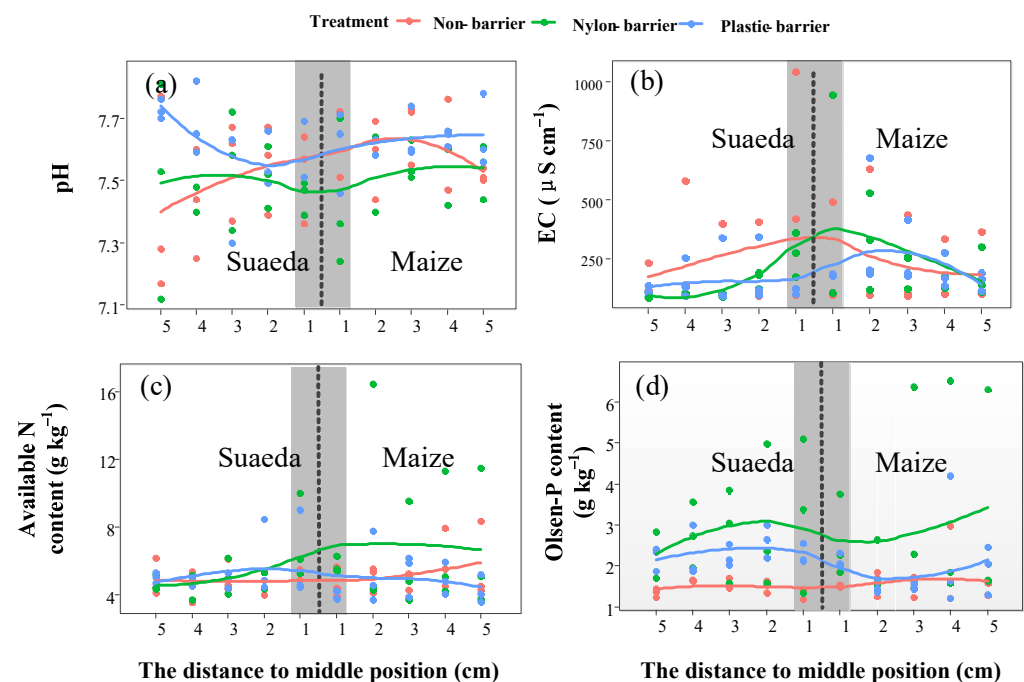 Treatment Non-barrier Nylon-barrier Plastie-barrier
(a)
pH
7.7
7.5
7.3
7.1
Suaeda Maize
5 4 3 2 1 1 2 3 4 5
(b)
EC (μS cm−1)
1000
750
500
250
Suaeda Maize
5 4 3 2 1 1 2 3 4 5
(c)
Available N
content (g kg−1)
16
12
8
4
Suaeda Maize
5 4 3 2 1 1 2 3 4 5
The distance to middle position (cm)
(d)
Olsen-P content
(g kg−1)
6
5
4
3
2
1
Suaeda Maize
5 4 3 2 1 1 2 3 4 5
The distance to middle position (cm)